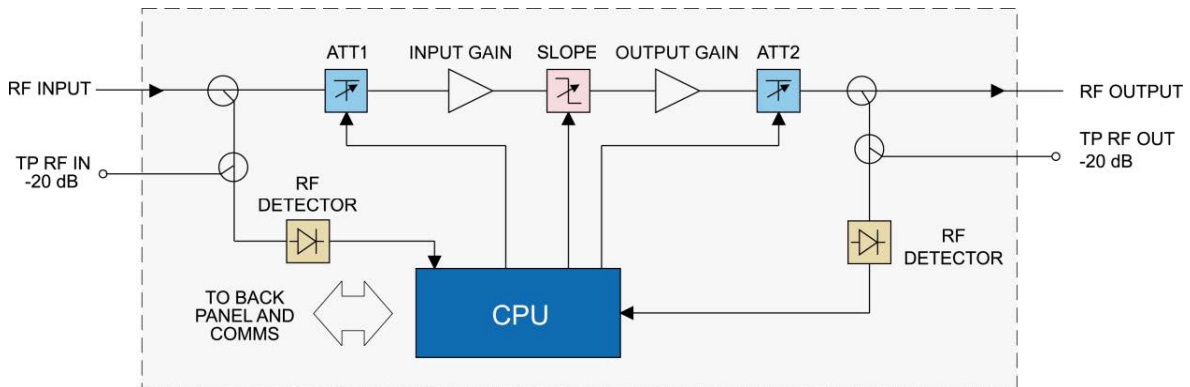 ATT1
INPUT GAIN
SLOPE
OUTPUT GAIN
ATT2
RF INPUT
RF OUTPUT
TP RF IN
-20 dB
TP RF OUT
-20 dB
RF
DETECTOR
RF
DETECTOR
TO BACK
PANEL AND
COMMS
CPU